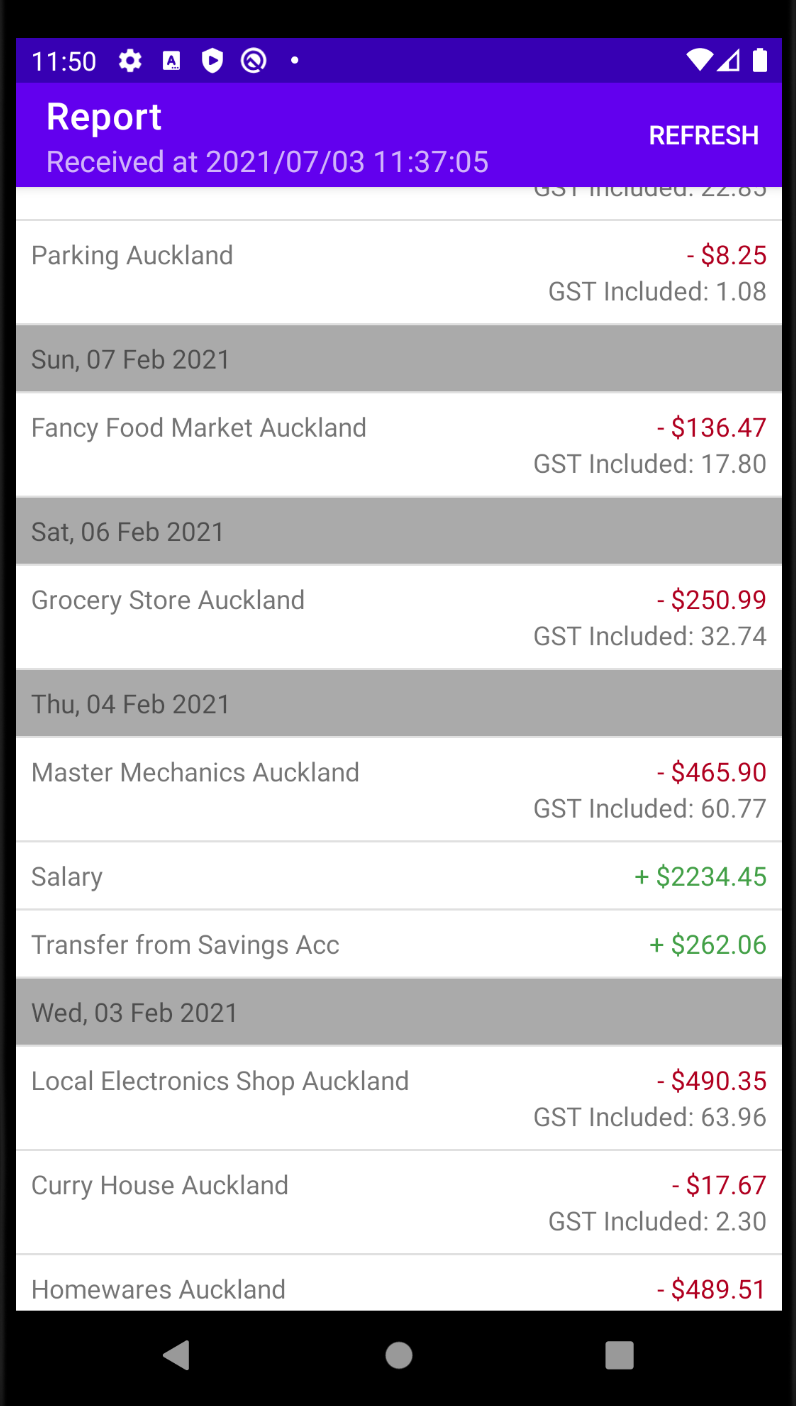 11:50
Report
REFRESH
Received at 2021/07/03 11:37:05
GST Included: 22.85
Parking Auckland - $8.25
GST Included: 1.08
Sun, 07 Feb 2021
Fancy Food Market Auckland - $136.47
GST Included: 17.80
Sat, 06 Feb 2021
Grocery Store Auckland - $250.99
GST Included: 32.74
Thu, 04 Feb 2021
Master Mechanics Auckland - $465.90
GST Included: 60.77
Salary + $2234.45
Transfer from Savings Acc + $262.06
Wed, 03 Feb 2021
Local Electronics Shop Auckland - $490.35
GST Included: 63.96
Curry House Auckland - $17.67
GST Included: 2.30
Homewares Auckland - $489.51